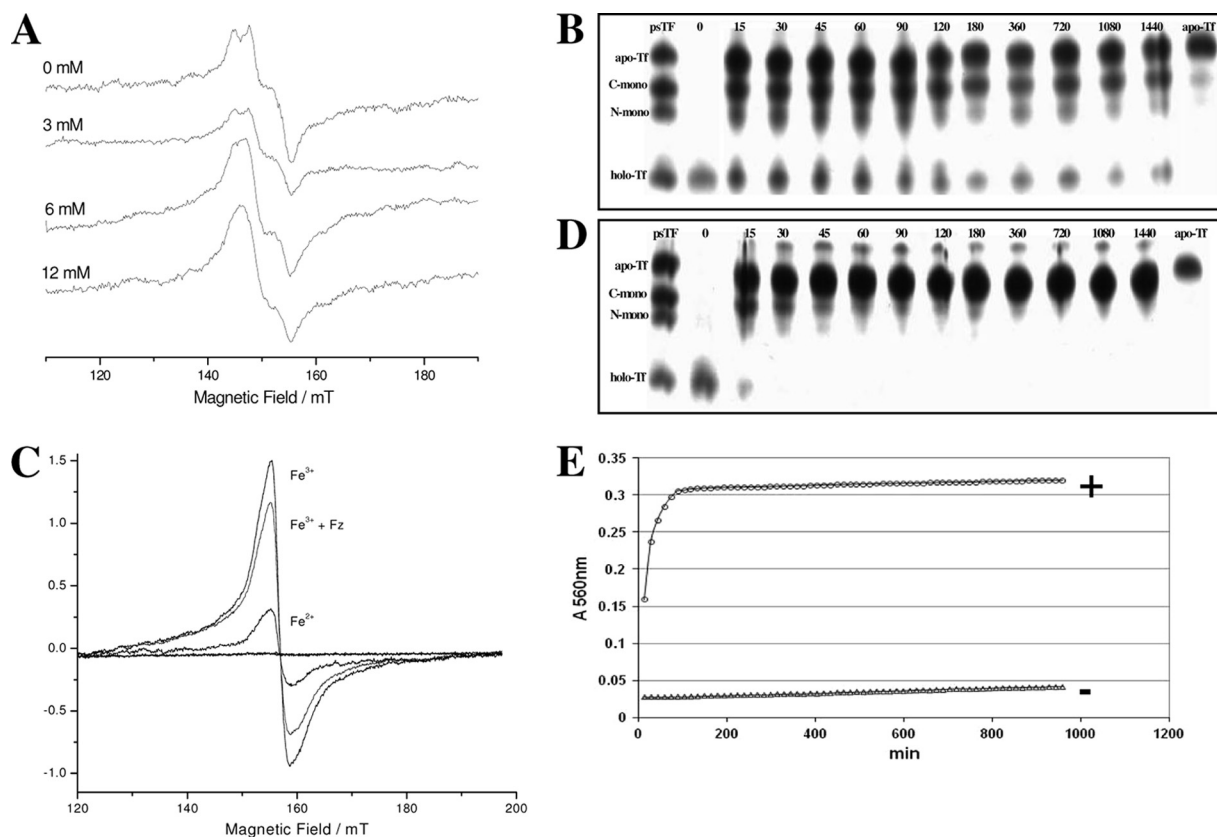 A
0 mM
3 mM
6 mM
12 mM
120 140 160 180
Magnetic Field / mT
B
psTF 0 15 30 45 60 90 120 180 360 720 1080 1440 apo-Tf
apo-Tf
C-mono
N-mono
holo-Tf
D
psTF 0 15 30 45 60 90 120 180 360 720 1080 1440 apo-Tf
apo-Tf
C-mono
N-mono
holo-Tf
C
1.5
1.0
0.5
0.0
-0.5
-1.0
Fe3+
Fe3+ + Fz
Fe2+
120 140 160 180 200
Magnetic Field / mT
E
0.35
0.3
0.25
0.2
0.15
0.1
0.05
0
A 560nm
+
-
0 200 400 600 800 1000 1200
min